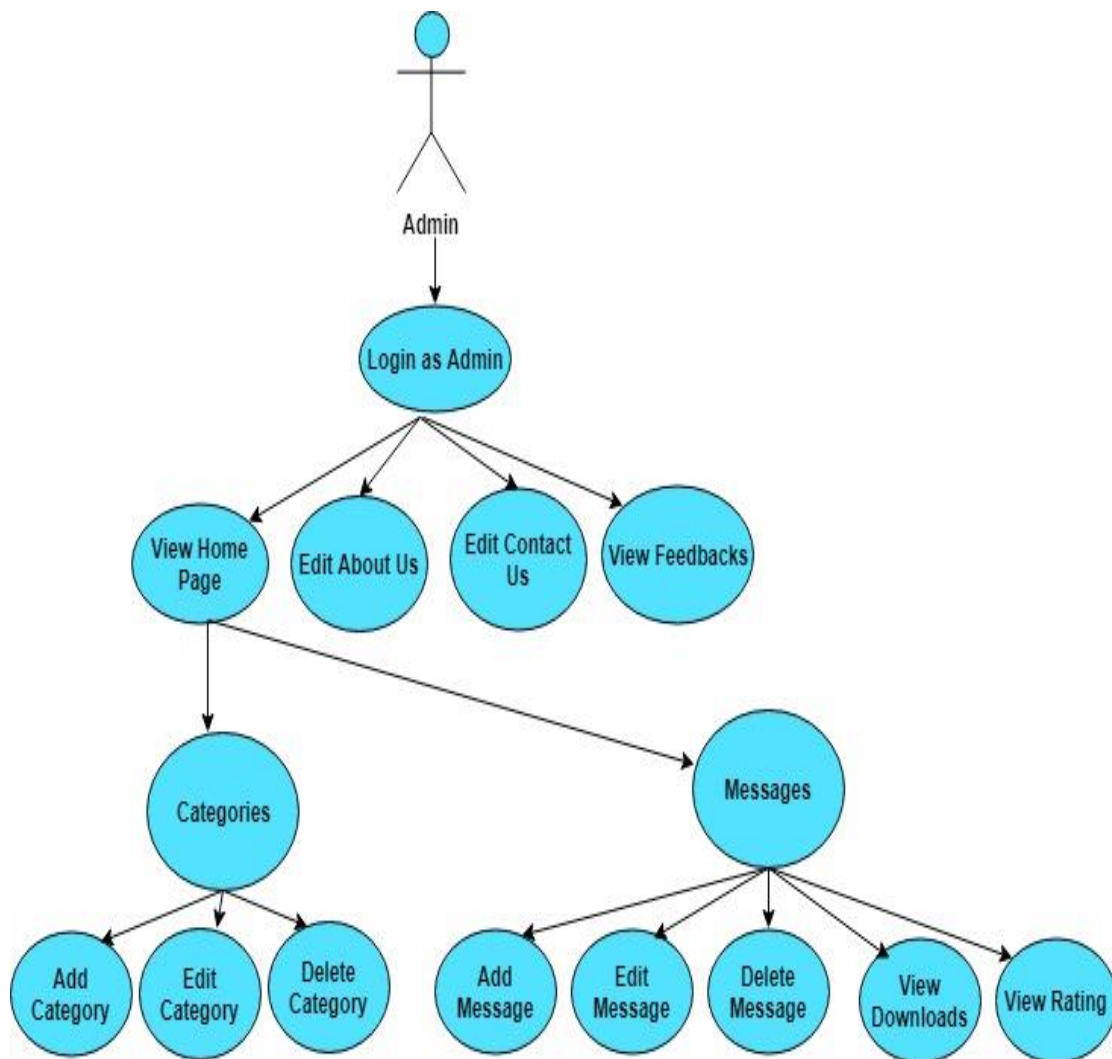 Admin
Login as Admin
View Home
Page
Edit About Us
Edit Contact
Us
View Feedbacks
Categories
Messages
Add
Category
Edit
Category
Delete
Category
Add
Message
Edit
Message
Delete
Message
View
Downloads
View Rating